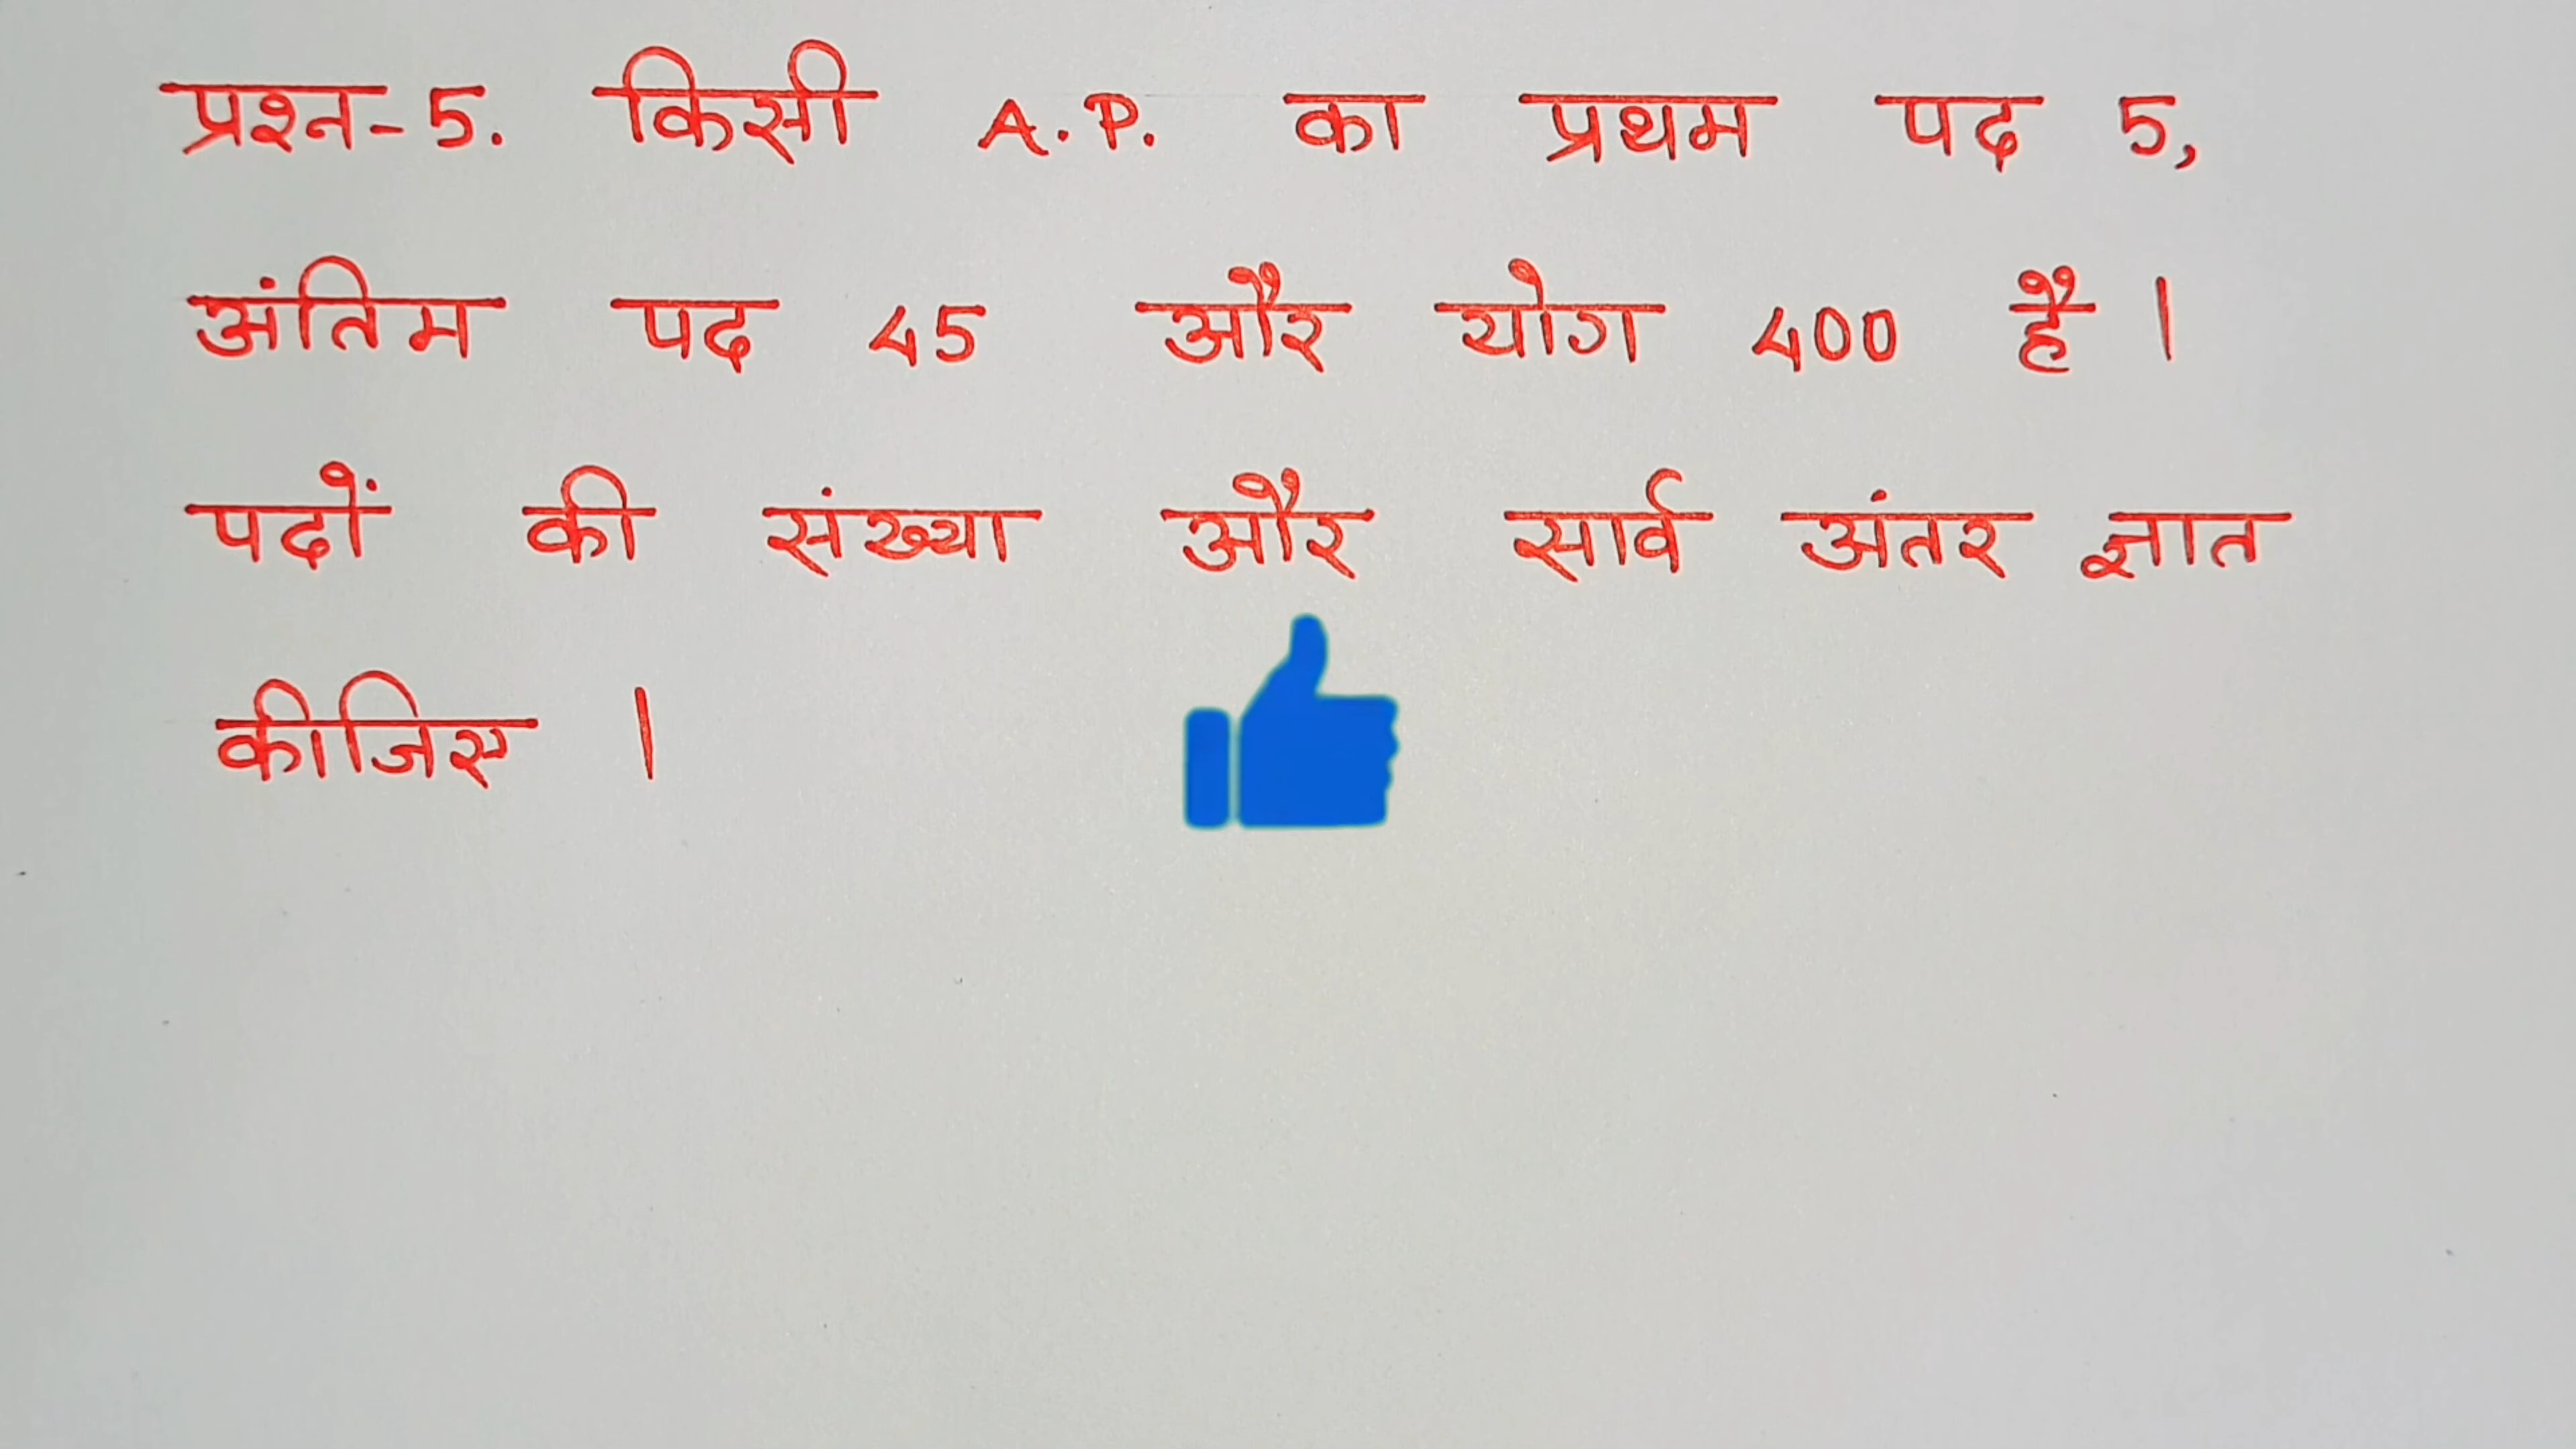 प्रश्न-5. किसी A.P. का प्रथम पद 5,
अंतिम पद 45 और योग 400 है।
पदों की संख्या और सार्व अंतर ज्ञात
कीजिए।